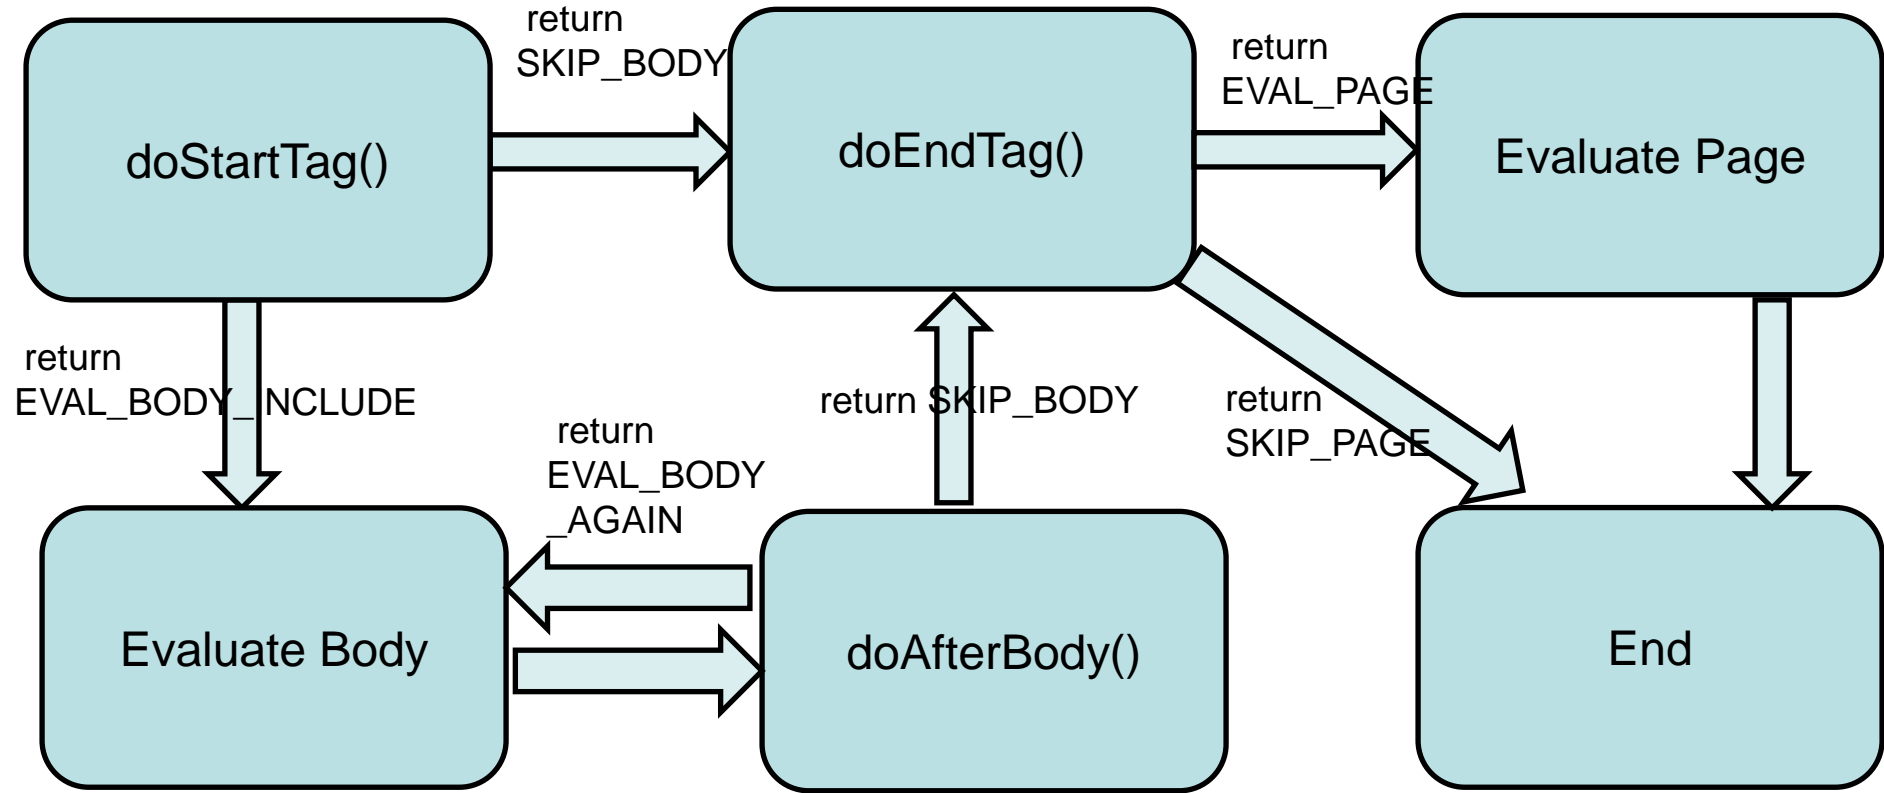 return
SKIP_BODY
return
EVAL_PAGE
doStartTag()
doEndTag()
Evaluate Page
return
EVAL_BODY_INCLUDE
return SKIP_BODY
return
SKIP_PAGE
return
EVAL_BODY
_AGAIN
Evaluate Body
doAfterBody()
End